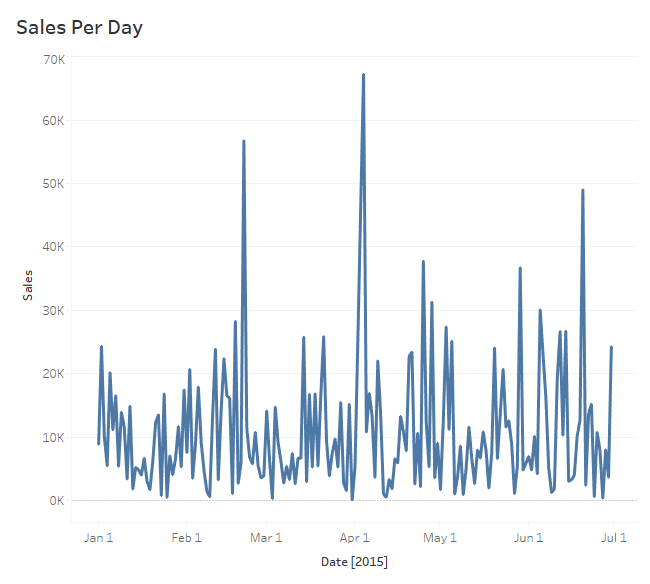 Sales Per Day
70K
60K
50K
40K
30K
20K
10K
0K
Sales
Jan 1 Feb 1 Mar 1 Apr 1 May 1 Jun 1 Jul 1
Date [2015]